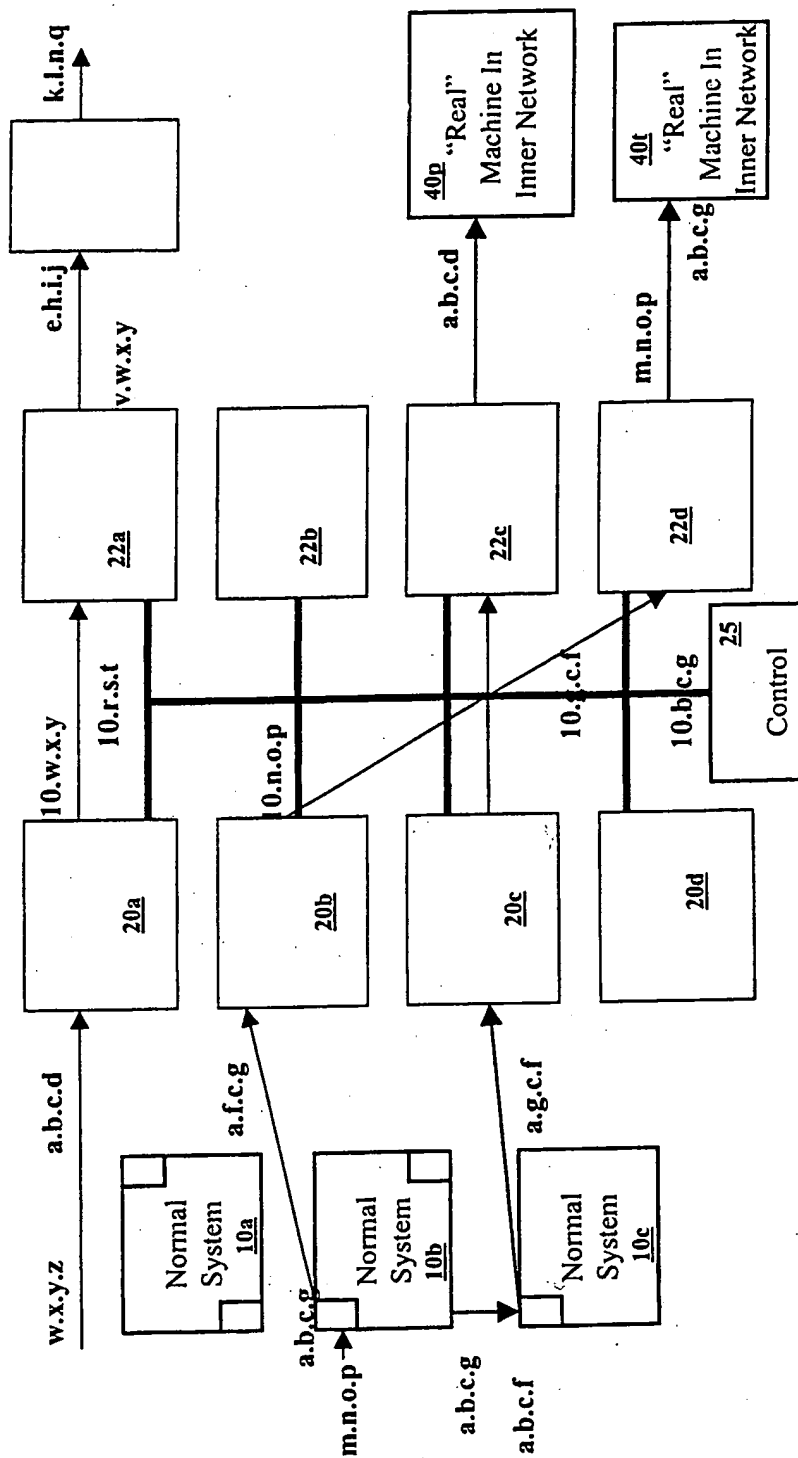 w.x.y.z
a.b.c.d
20a
10.w.x.y
10.r.s.t
22a
v.w.x.y
e.h.i.j
k.l.n.q
Normal
System
10a
a.f.c.g
20b
10.n.o.p
22b
a.b.c.g
m.n.o.p
Normal
System
10b
a.b.c.g
a.b.c.f
Normal
System
10c
a.g.c.f
20c
22c
a.b.c.d
40p “Real”
Machine In
Inner Network
20d
10.g.c.f
10.b.c.g
22d
m.n.o.p
a.b.c.g
40t
“Real”
Machine In
Inner Network
25
Control